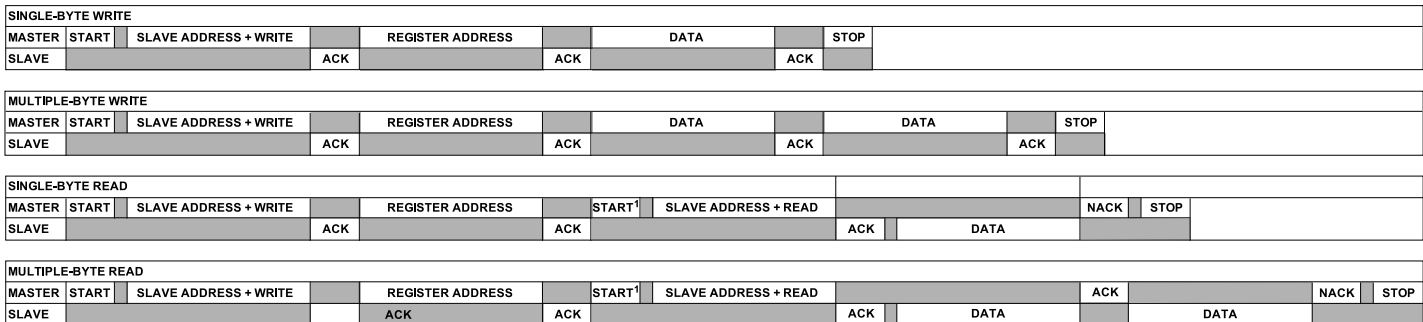 SINGLE-BYTE WRITE
MASTER START SLAVE ADDRESS + WRITE REGISTER ADDRESS DATA STOP
SLAVE ACK ACK ACK
MULTIPLE-BYTE WRITE
MASTER START SLAVE ADDRESS + WRITE REGISTER ADDRESS DATA DATA STOP
SLAVE ACK ACK ACK ACK
SINGLE-BYTE READ
MASTER START SLAVE ADDRESS + WRITE REGISTER ADDRESS START¹ SLAVE ADDRESS + READ NACK STOP
SLAVE ACK ACK ACK DATA
MULTIPLE-BYTE READ
MASTER START SLAVE ADDRESS + WRITE REGISTER ADDRESS START¹ SLAVE ADDRESS + READ ACK NACK STOP
SLAVE ACK ACK ACK DATA DATA